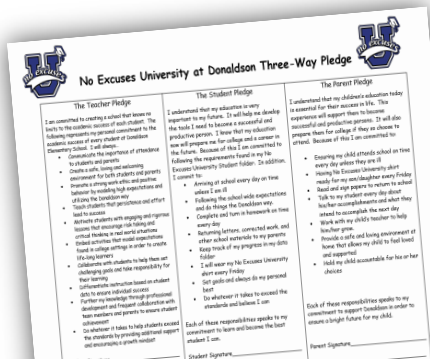 NO EXCUSES
NO EXCUSES
No Excuses University at Donaldson Three-Way Pledge
The Teacher Pledge
I am committed to creating a school that knows no
limits to the academic success of each student. The
following represents my personal commitment to the
academic success of every student at Donaldson
Elementary School. I will always...
Communicate the importance of attendance
to students and parents
Create a safe, loving and welcoming
environment for both students and parents
Promote a strong work ethic and positive
behavior by modeling high expectations and
utilizing the Donaldson Way
Teach students that persistence and effort
lead to success
Motivate students with engaging and rigorous
lessons that encourage risk taking and
critical thinking in real world situations
Embed activities that model expectations
found in college settings in order to create
life-long learners
Collaborate with students to help them set
challenging goals and take responsibility for
their learning
Differentiate instruction based on student
data to ensure individual success
Further my knowledge through professional
development and frequent collaboration with
team members and parents to ensure student
achievement
Do whatever it takes to help students exceed
the standards by providing additional support
and encouraging a growth mindset
The Student Pledge
I understand that my education is very
important to my future. It will help me develop
the tools I need to become a successful and
productive person. I know that my education
now will prepare me for college and a career in
the future. Because of this I am committed to
following the requirements found in my No
Excuses University Student folder. In addition,
I commit to:
Arriving at school every day on time
unless I am ill
Following the school wide expectations
and do things the Donaldson way.
Complete and turn in homework on time
every day
Returning letters, corrected work, and
other school materials to my parents
Keep track of my progress in my data
folder
I will wear my No Excuses University
shirt every Friday
Set goals and always do my personal
best
Do whatever it takes to exceed the
standards and believe I can
Each of these responsibilities speaks to my
commitment to learn and become the best
student I am.
Student Signature
The Parent Pledge
I understand that my children's education today
is essential for their success in life. This
experience will support them to become
successful and productive persons. It will also
prepare them for college if they so choose to
attend. Because of this I am committed to:
Ensuring my child attends school on time
every day unless they are ill
Having No Excuses University shirt
ready for my son/daughter every Friday
Read and sign papers to return to school
Talk to my student every day about
his/her accomplishments and what they
intend to accomplish the next day
Work with my child's teacher to help
him/her grow.
Provide a safe and loving environment at
home that allows my child to feel loved
and supported
Hold my child accountable for his or her
choices
Each of these responsibilities speaks to my
commitment to support Donaldson in order to
ensure a bright future for my child.
Parent Signature